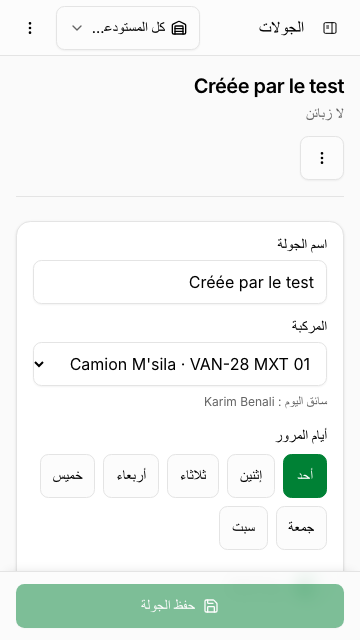 الجولات
كل المستودعـ...
Créée par le test
لا زبائن
اسم الجولة
Créée par le test
المركبة
Camion M'sila · VAN-28 MXT 01
سائق اليوم : Karim Benali
أيام المرور
أحد
إثنين
ثلاثاء
أربعاء
خميس
جمعة
سبت
حفظ الجولة